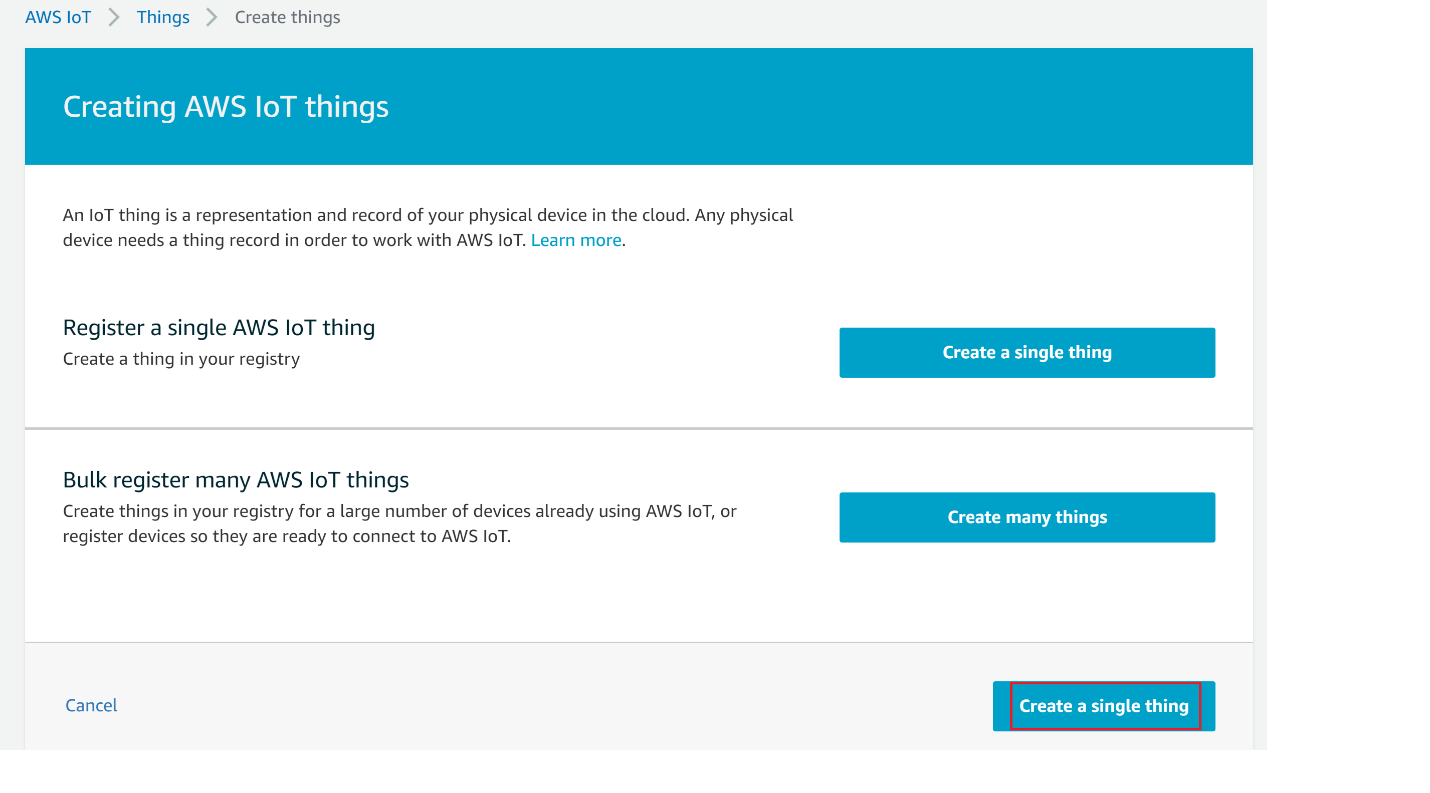 AWS IoT > Things > Create things
Creating AWS IoT things
An IoT thing is a representation and record of your physical device in the cloud. Any physical
device needs a thing record in order to work with AWS IoT. Learn more.
Register a single AWS IoT thing
Create a thing in your registry
Create a single thing
Bulk register many AWS IoT things
Create things in your registry for a large number of devices already using AWS IoT, or
register devices so they are ready to connect to AWS IoT.
Create many things
Cancel
Create a single thing